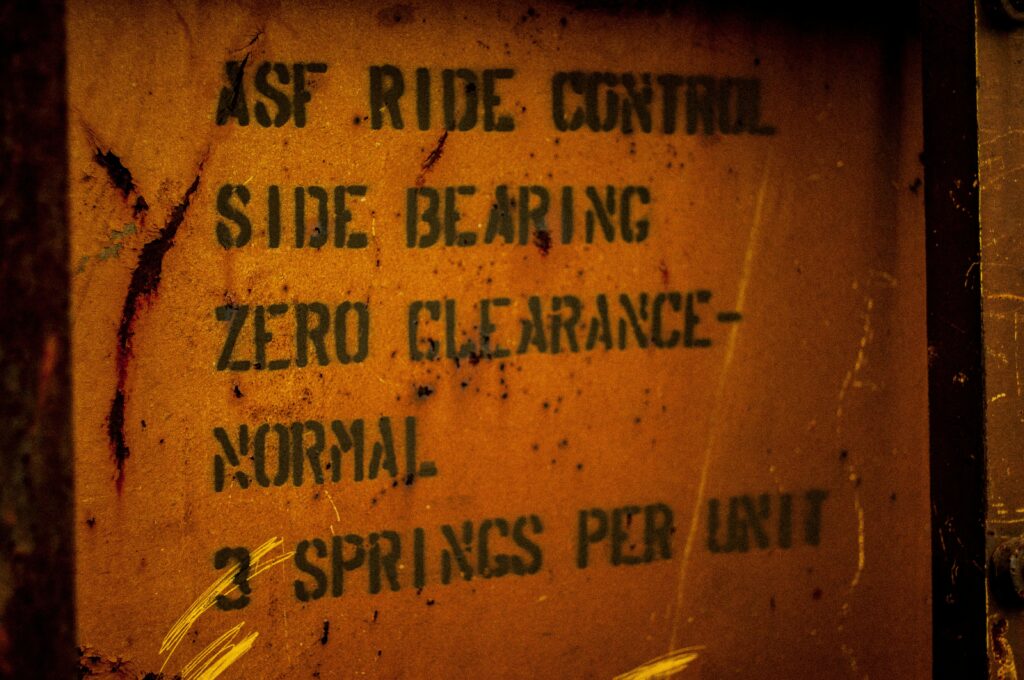 ASF RIDE CONTROL
SIDE BEARING
ZERO CLEARANCE-
NORMAL
3 SPRINGS PER UNIT